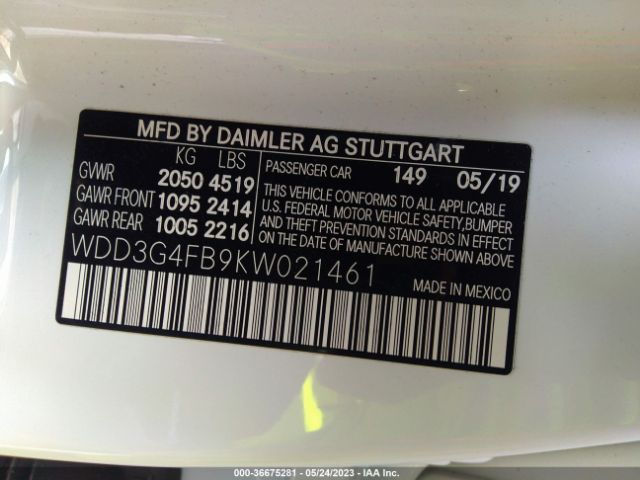 MFD BY DAIMLER AG STUTTGART
KG LBS
GVWR 2050 4519
GAWR FRONT 1095 2414
GAWR REAR 1005 2216
PASSENGER CAR 149 05/19
THIS VEHICLE CONFORMS TO ALL APPLICABLE
U.S. FEDERAL MOTOR VEHICLE SAFETY, BUMPER
AND THEFT PREVENTION STANDARDS IN EFFECT
ON THE DATE OF MANUFACTURE SHOWN ABOVE.
WDD3G4FB9KW021461
MADE IN MEXICO
000-36675281 - 05/24/2023 - IAA Inc.